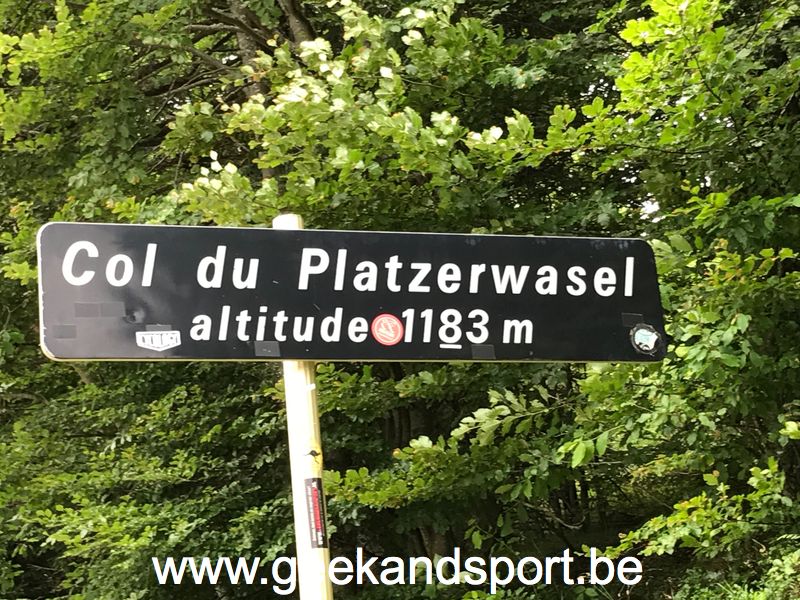 Col du Platzerwasel
altitude 1183 m
www.geekandsport.be